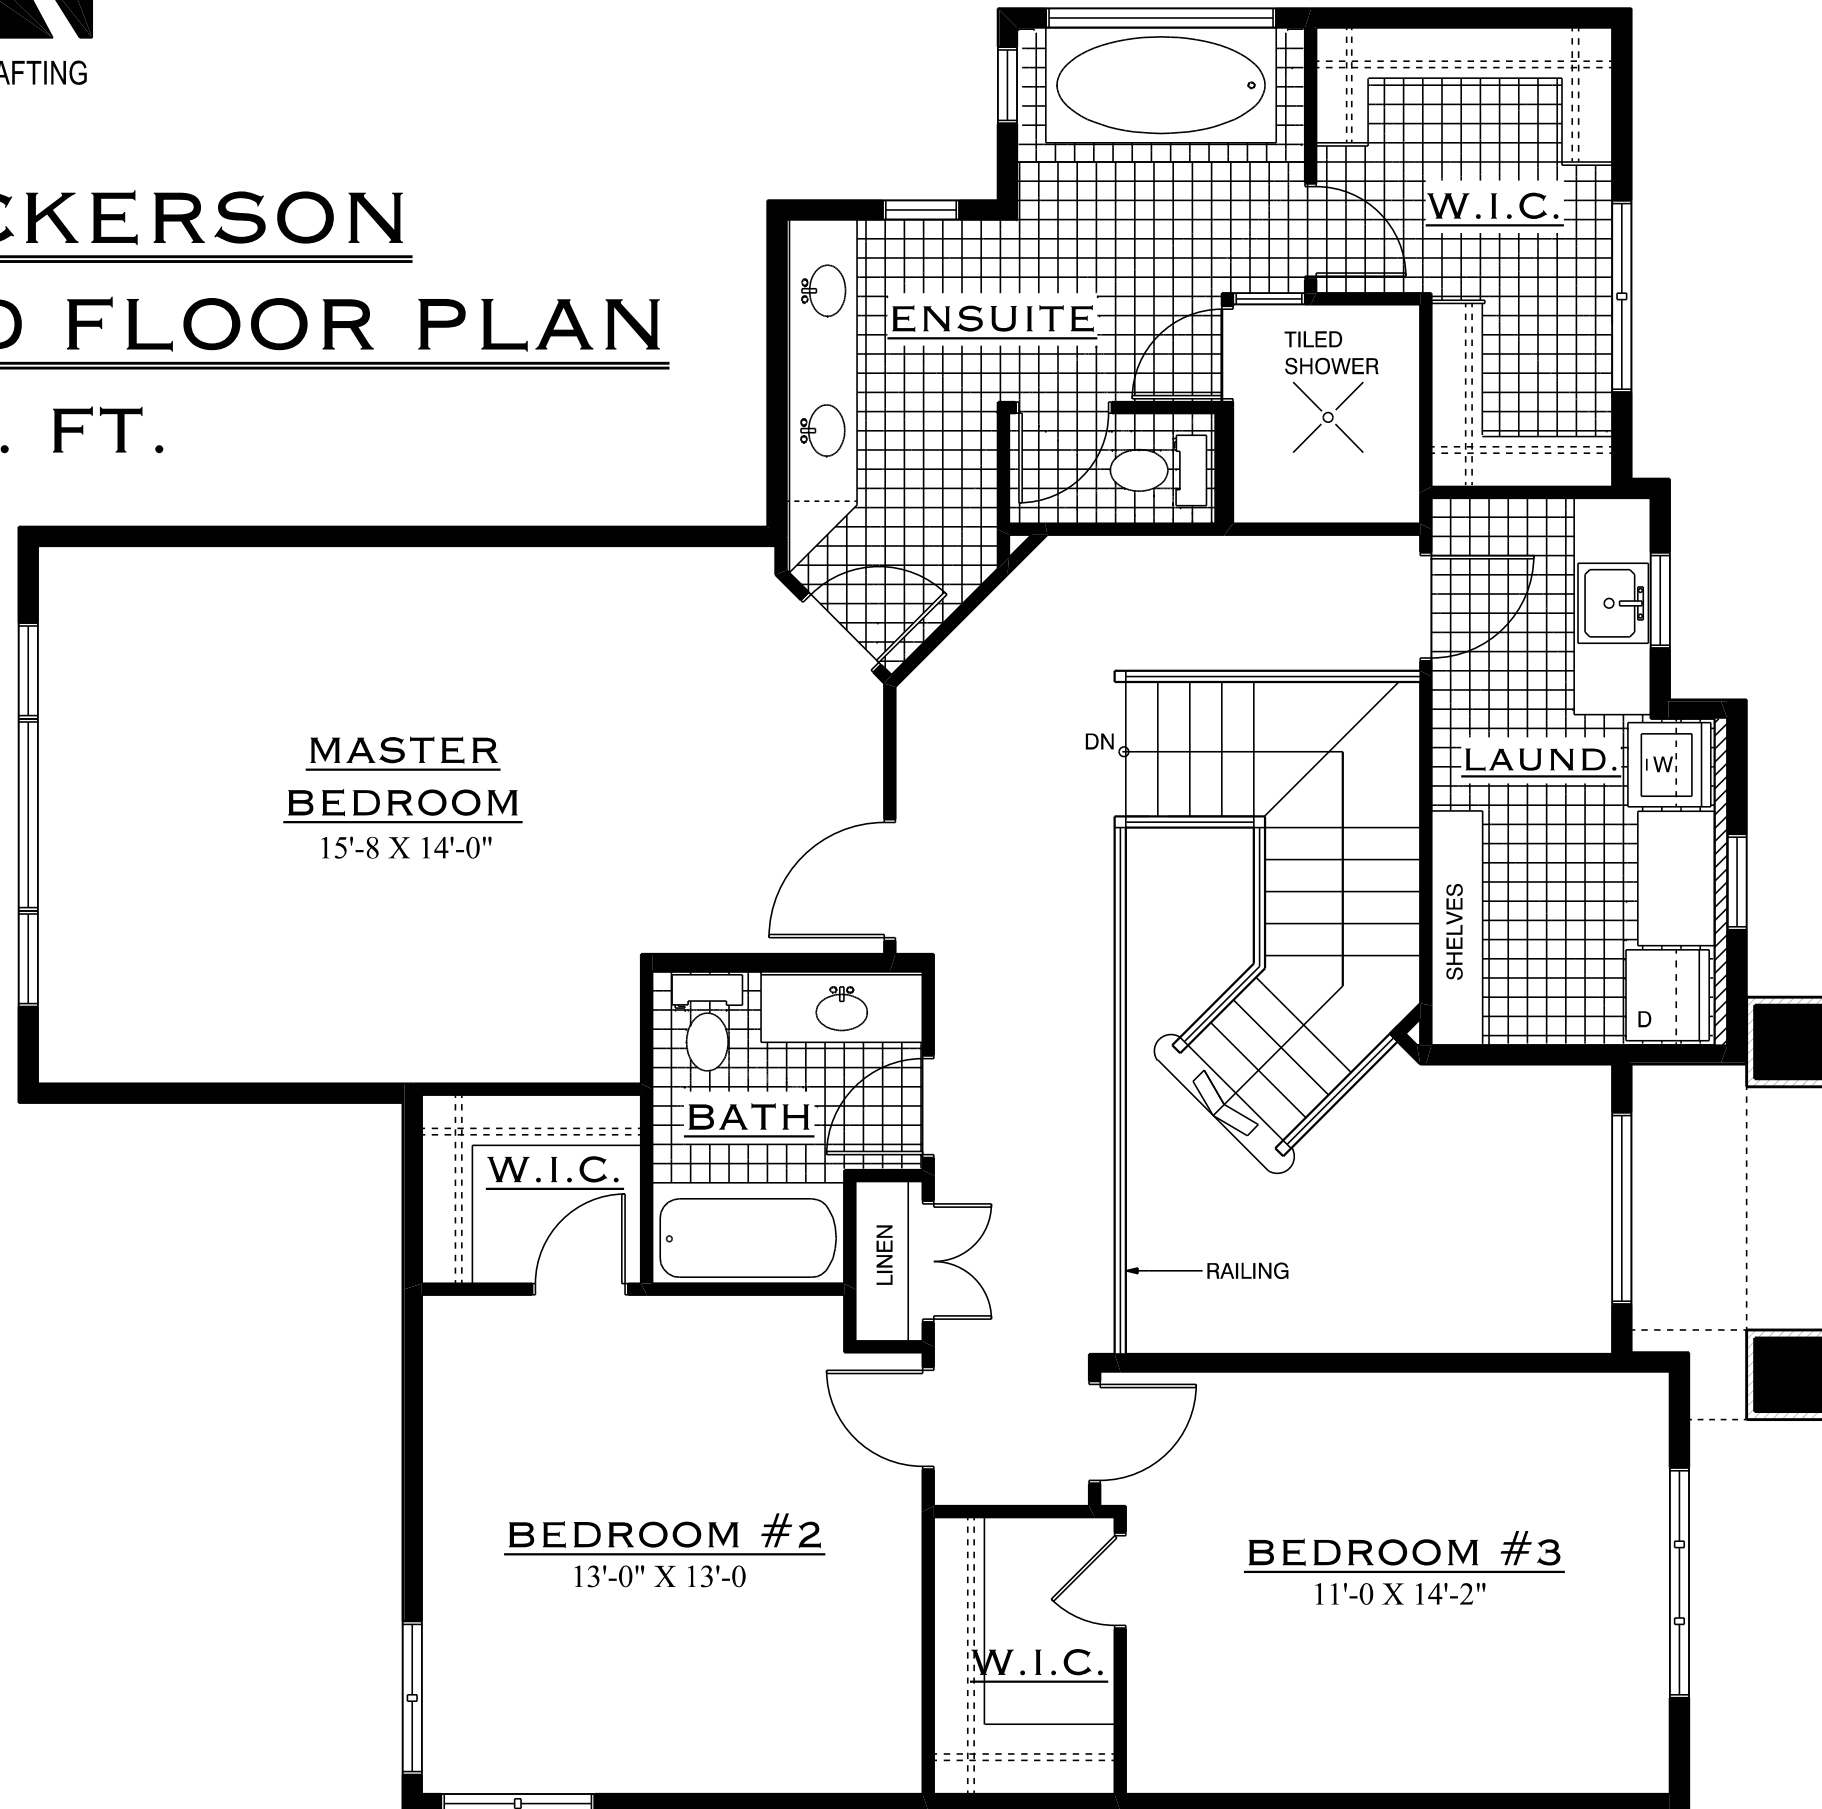 AFTING
CKERSON
D FLOOR PLAN
. FT.
W.I.C.
ENSUITE
TILED
SHOWER
MASTER
BEDROOM
15'-8 X 14'-0"
DN
LAUND.
W
SHELVES
D
BATH
W.I.C.
LINEN
RAILING
BEDROOM #2
13'-0" X 13'-0
BEDROOM #3
11'-0 X 14'-2"
W.I.C.